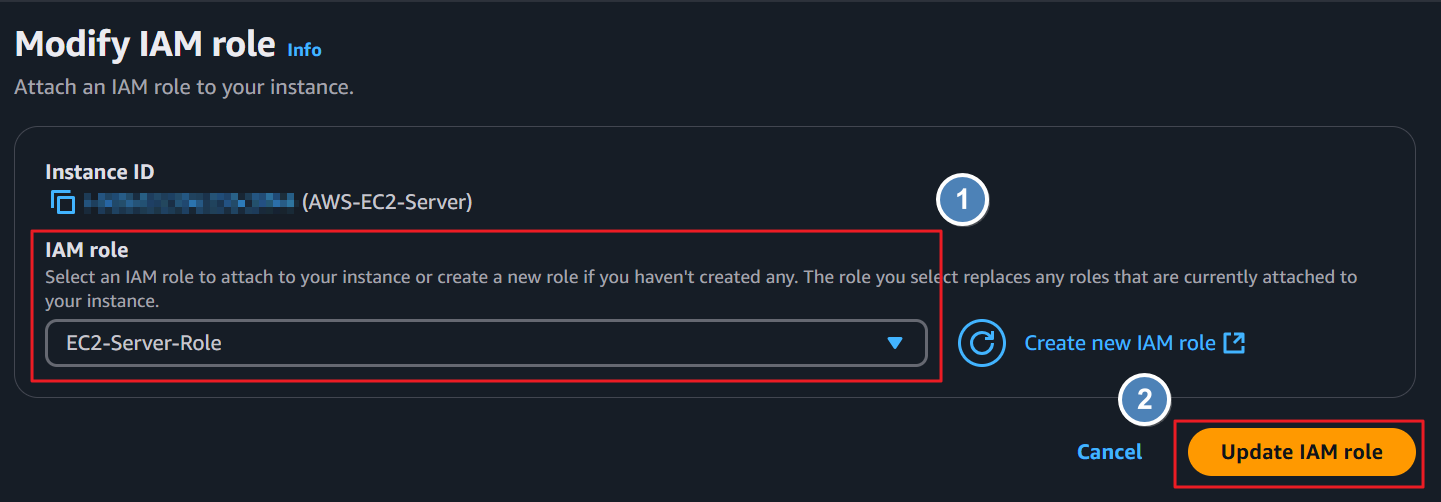 Modify IAM role Info
Attach an IAM role to your instance.
Instance ID
(AWS-EC2-Server)
1
IAM role
Select an IAM role to attach to your instance or create a new role if you haven't created any. The role you select replaces any roles that are currently attached to
your instance.
EC2-Server-Role
Create new IAM role
2
Cancel
Update IAM role